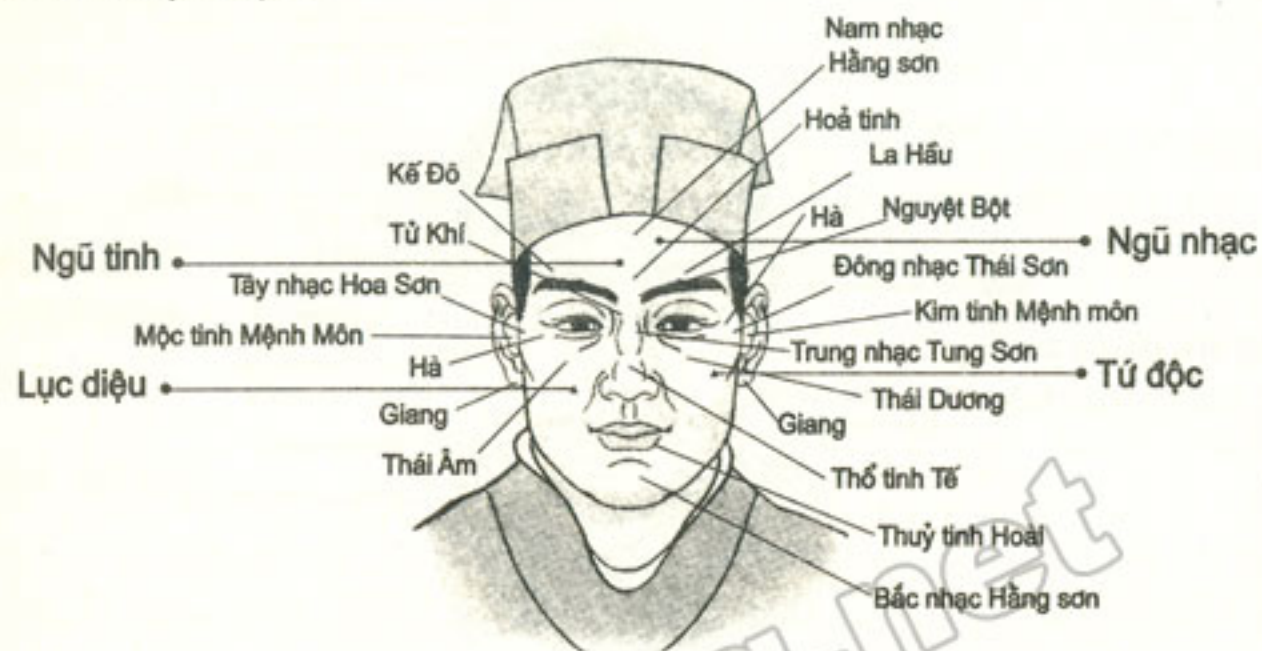 Nam nhạc
Hằng sơn
Hoả tinh
La Hầu
Kế Đô
Hà
Nguyệt Bột
Tử Khí
Ngũ nhạc
Ngũ tinh
Đông nhạc Thái Sơn
Tây nhạc Hoa Sơn
Kim tinh Mệnh môn
Mộc tinh Mệnh Môn
Trung nhạc Tung Sơn
Hà
Tứ độc
Lục diệu
Thái Dương
Giang
Giang
Thái Âm
Thổ tinh Tế
Thuỷ tinh Hoai
Bắc nhạc Hằng sơn
.net